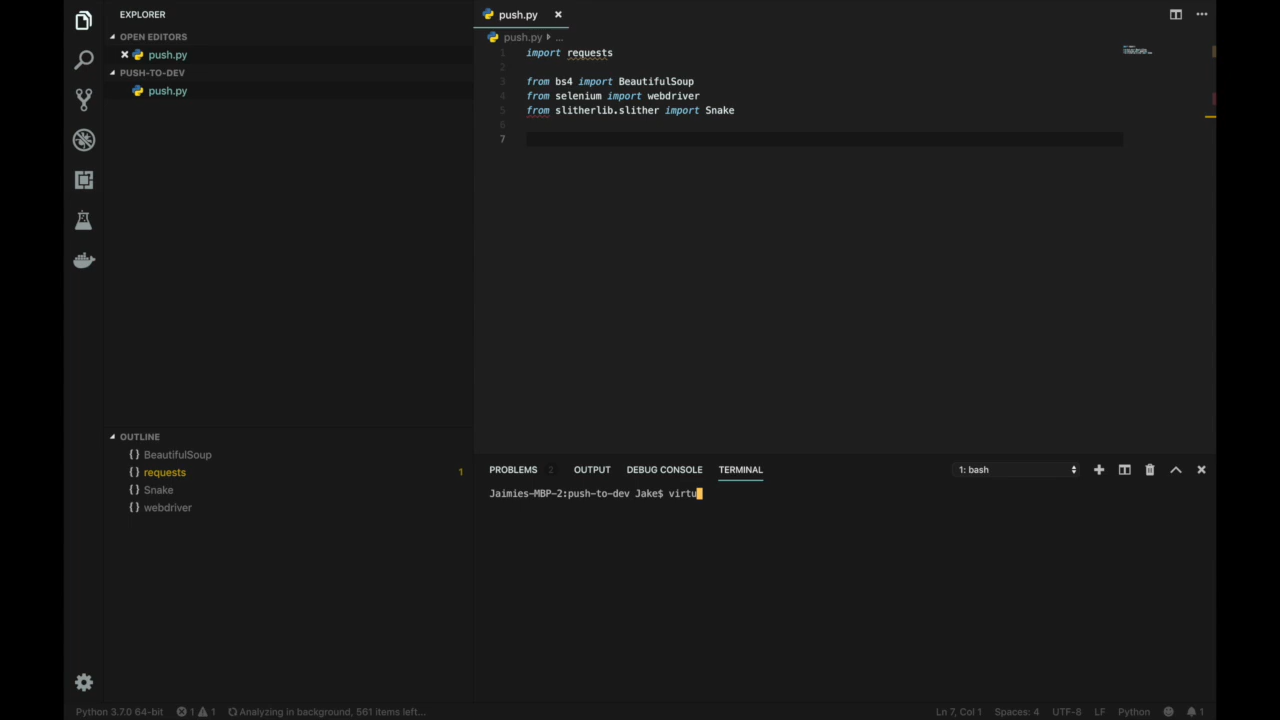 EXPLORER
OPEN EDITORS
push.py
PUSH-TO-DEV
push.py
OUTLINE
BeautifulSoup
requests 1
Snake
webdriver
push.py
push.py ...
1 import requests
2
3 from bs4 import BeautifulSoup
4 from selenium import webdriver
5 from slitherlib.slither import Snake
6
7
PROBLEMS 2 OUTPUT DEBUG CONSOLE TERMINAL 1: bash
Jaimies-MBP-2:push-to-dev Jake$ virtu
Python 3.7.0 64-bit 1 1 Analyzing in background, 561 items left... Ln 7, Col 1 Spaces: 4 UTF-8 LF Python 1